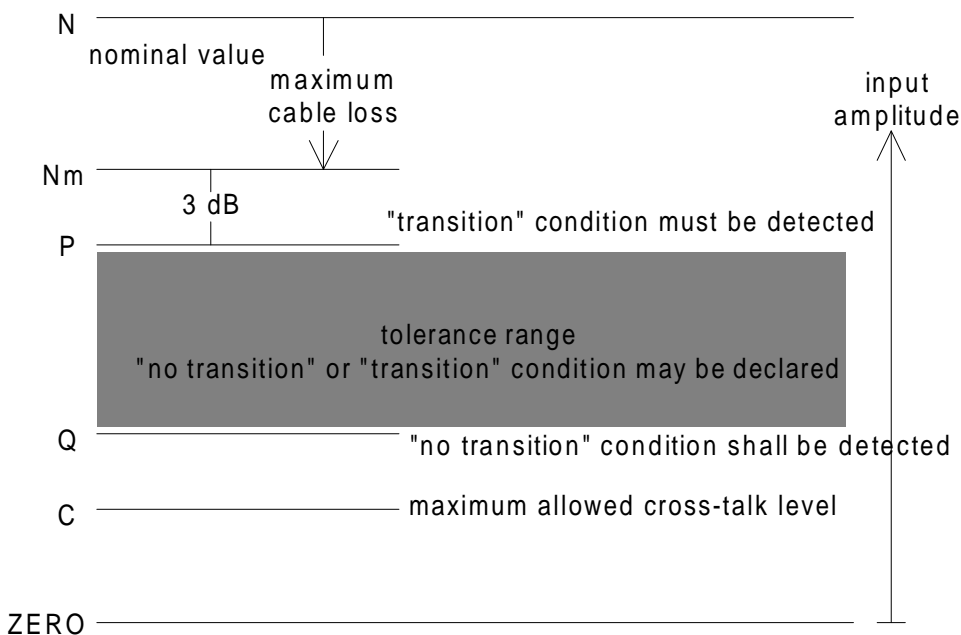 N
nominal value
maximum
cable loss
input
amplitude
Nm
3 dB
"transition" condition must be detected
P
tolerance range
"no transition" or "transition" condition may be declared
Q
"no transition" condition shall be detected
C
maximum allowed cross-talk level
ZERO